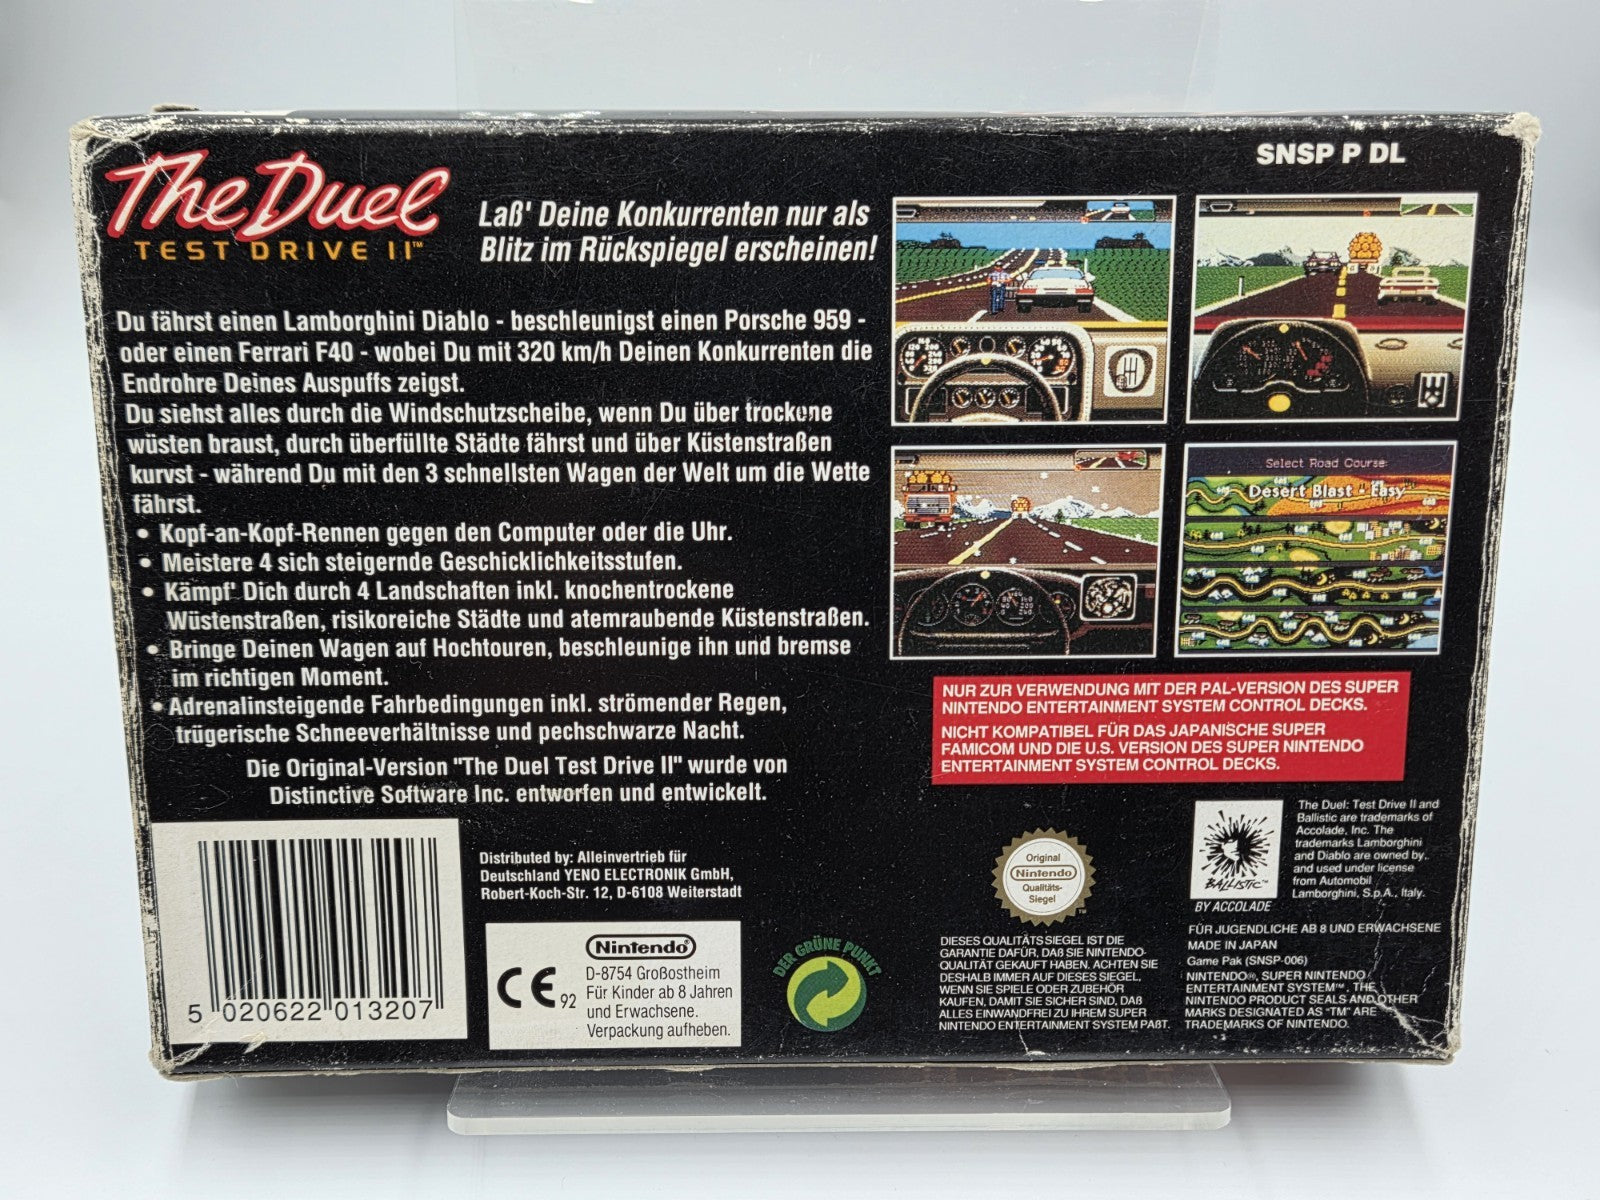 The Duel
TEST DRIVE II™
Laß' Deine Konkurrenten nur als
Blitz im Rückspiegel erscheinen!
SNSP P DL
Du fährst einen Lamborghini Diablo - beschleunigst einen Porsche 959 -
oder einen Ferrari F40 - wobei Du mit 320 km/h Deinen Konkurrenten die
Endrohre Deines Auspuffs zeigst.
Du siehst alles durch die Windschutzscheibe, wenn Du über trockene
wüsten braust, durch überfüllte Städte fährst und über Küstenstraßen
kurvst - während Du mit den 3 schnellsten Wagen der Welt um die Wette
fährst.
• Kopf-an-Kopf-Rennen gegen den Computer oder die Uhr.
• Meistere 4 sich steigernde Geschicklichkeitsstufen.
• Kämpf' Dich durch 4 Landschaften inkl. knochentrockene
Wüstenstraßen, risikoreiche Städte und atemraubende Küstenstraßen.
• Bringe Deinen Wagen auf Hochtouren, beschleunige ihn und bremse
im richtigen Moment.
• Adrenalinsteigende Fahrbedingungen inkl. strömender Regen,
trügerische Schneeverhältnisse und pechschwarze Nacht.
Die Original-Version "The Duel Test Drive II" wurde von
Distinctive Software Inc. entworfen und entwickelt.
Select Road Course:
Desert Blast - Easy
NUR ZUR VERWENDUNG MIT DER PAL-VERSION DES SUPER
NINTENDO ENTERTAINMENT SYSTEM CONTROL DECKS.
NICHT KOMPATIBEL FÜR DAS JAPANISCHE SUPER
FAMICOM UND DIE U.S. VERSION DES SUPER NINTENDO
ENTERTAINMENT SYSTEM CONTROL DECKS.
5 020622 013207
Distributed by: Alleinvertrieb für
Deutschland YENO ELECTRONIK GmbH,
Robert-Koch-Str. 12, D-6108 Weiterstadt
CE 92
Nintendo®
D-8754 Großostheim
Für Kinder ab 8 Jahren
und Erwachsene.
Verpackung aufheben.
DER GRÜNE PUNKT
Original
Nintendo
Qualitäts-
Siegel
™
DIESES QUALITÄTSSIEGEL IST DIE
GARANTIE DAFÜR, DAß SIE NINTENDO-
QUALITÄT GEKAUFT HABEN. ACHTEN SIE
DESHALB IMMER AUF DIESES SIEGEL,
WENN SIE SPIELE ODER ZUBEHÖR
KAUFEN, DAMIT SIE SICHER SIND, DAß
ALLES EINWANDFREI ZU IHREM SUPER
NINTENDO ENTERTAINMENT SYSTEM PAßT.
BALLISTIC™
BY ACCOLADE
The Duel: Test Drive II and
Ballistic are trademarks of
Accolade, Inc. The
trademarks Lamborghini
and Diablo are owned by,
and used under license
from Automobil
Lamborghini, S.p.A., Italy.
FÜR JUGENDLICHE AB 8 UND ERWACHSENE
MADE IN JAPAN
Game Pak (SNSP-006)
NINTENDO®, SUPER NINTENDO
ENTERTAINMENT SYSTEM™, THE
NINTENDO PRODUCT SEALS AND OTHER
MARKS DESIGNATED AS "TM" ARE
TRADEMARKS OF NINTENDO.